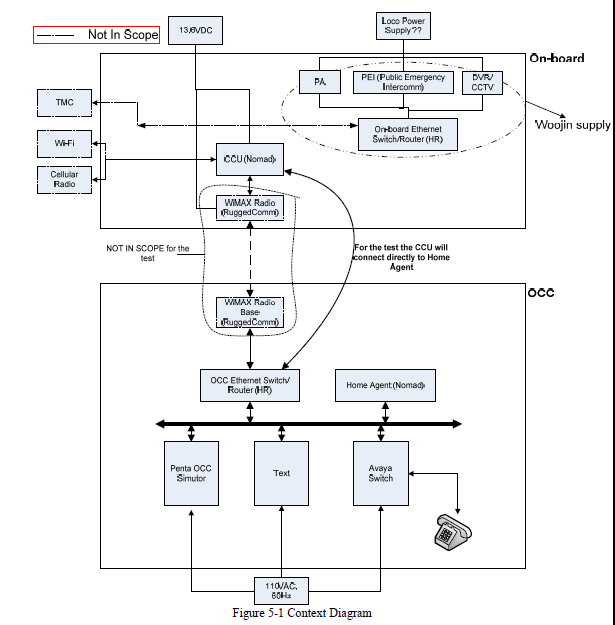 Not In Scope
13.6VDC
Loco Power
Supply ??
On-board
PA
PEI (Public Emergency
Intercomm)
DVR/
CCTV
TMC
On-board Ethernet
Switch/Router (HR)
Woojin supply
Wi-Fi
CCU (Nomad)
Cellular
Radio
WiMAX Radio
(RuggedComm)
NOT IN SCOPE for the
test
For the test the CCU will
connect directly to Home
Agent
OCC
WiMAX Radio
Base
(RuggedComm)
OCC Ethernet Switch/
Router (HR)
Home Agent (Nomad)
Penta OCC
Simutor
Text
Avaya
Switch
110VAC,
60Hz
Figure 5-1 Context Diagram